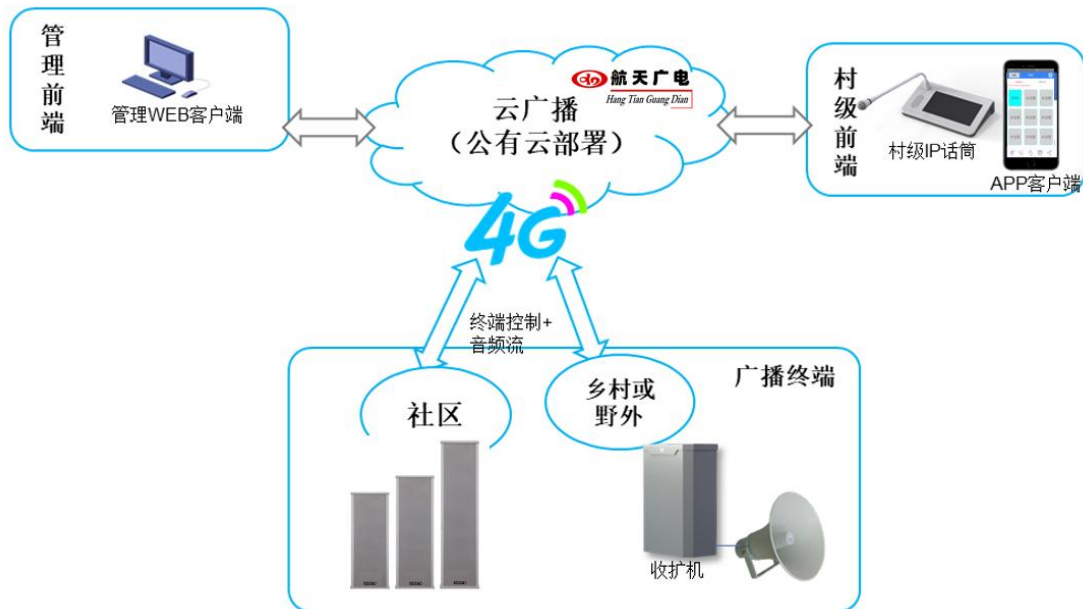 管理前端
管理WEB客户端
航天广电
Hang Tian Guang Dian
云广播
（公有云部署）
村级前端
村级IP话筒
APP客户端
4G
终端控制+
音频流
社区
乡村或
野外
广播终端
收扩机